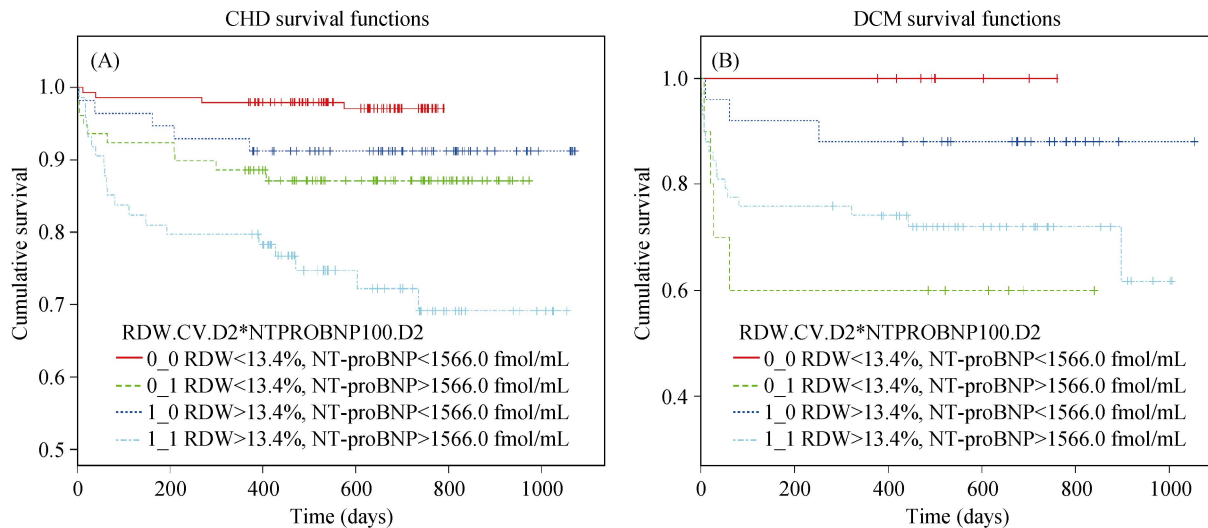 CHD survival functions
(A)
1.0
0.9
0.8
0.7
0.6
0.5
Cumulative survival
RDW.CV.D2*NTPROBNP100.D2
0_0 RDW<13.4%, NT-proBNP<1566.0 fmol/mL
0_1 RDW<13.4%, NT-proBNP>1566.0 fmol/mL
1_0 RDW>13.4%, NT-proBNP<1566.0 fmol/mL
1_1 RDW>13.4%, NT-proBNP>1566.0 fmol/mL
0 200 400 600 800 1000
Time (days)
DCM survival functions
(B)
1.0
0.8
0.6
0.4
Cumulative survival
RDW.CV.D2*NTPROBNP100.D2
0_0 RDW<13.4%, NT-proBNP<1566.0 fmol/mL
0_1 RDW<13.4%, NT-proBNP>1566.0 fmol/mL
1_0 RDW>13.4%, NT-proBNP<1566.0 fmol/mL
1_1 RDW>13.4%, NT-proBNP>1566.0 fmol/mL
0 200 400 600 800 1000
Time (days)